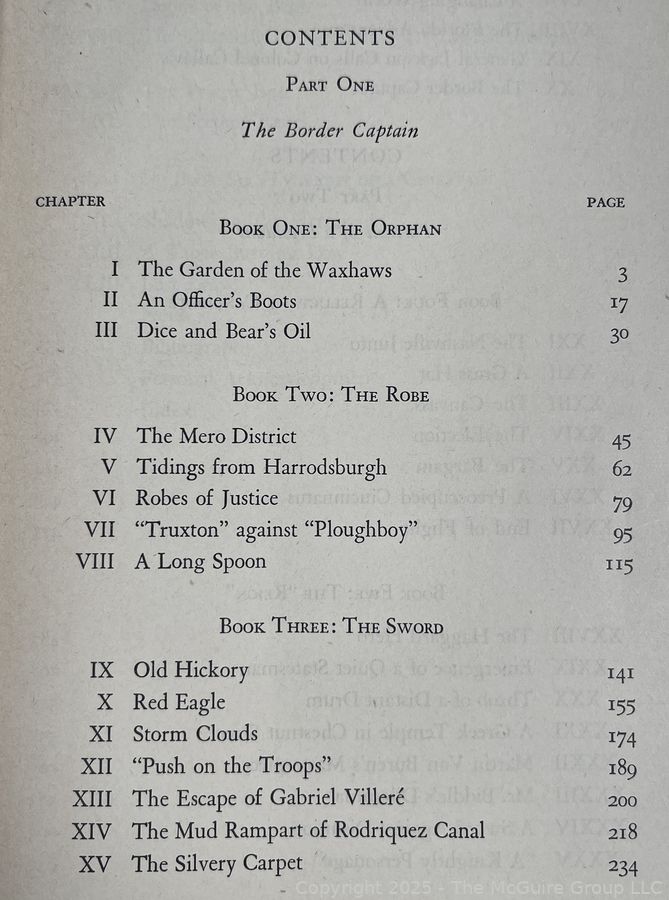 CONTENTS
Part One
The Border Captain
CHAPTER PAGE
Book One: The Orphan
I The Garden of the Waxhaws 3
II An Officer's Boots 17
III Dice and Bear's Oil 30
Book Two: The Robe
IV The Mero District 45
V Tidings from Harrodsburgh 62
VI Robes of Justice 79
VII "Truxton" against "Ploughboy" 95
VIII A Long Spoon 115
Book Three: The Sword
IX Old Hickory 141
X Red Eagle 155
XI Storm Clouds 174
XII "Push on the Troops" 189
XIII The Escape of Gabriel Villeré 200
XIV The Mud Rampart of Rodriquez Canal 218
XV The Silvery Carpet 234
Copyright 2025 - The McGuire Group LLC